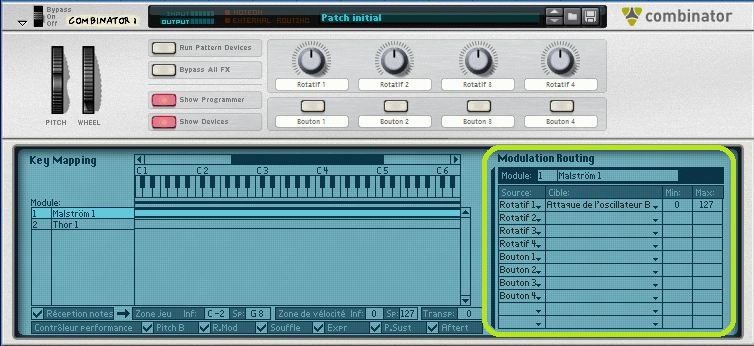 Bypass
On
Off
COMBINATOR 1
INPUT
OUTPUT
MOTEON
EXTERNAL ROUTING
Patch initial
combinator
Run Pattern Devices
Bypass All FX
Show Programmer
Show Devices
PITCH WHEEL
Rotatif 1 Rotatif 2 Rotatif 3 Rotatif 4
Bouton 1 Bouton 2 Bouton 3 Bouton 4
Key Mapping
C1 C2 C3 C4 C5 C6
Module:
1 Malström 1
2 Thor 1
Réception notes Zone Jeu Inf: C -2 Sp: G 8 Zone de vélocité Inf: 0 Sp: 127 Transp: 0
Contrôleur performance Pitch B R.Mod Souffle Expr P.Sust Aftert
Modulation Routing
Module: 1 Malström 1
Source: Cible: Min: Max:
Rotatif 1 Attaque de l'oscillateur B 0 127
Rotatif 2
Rotatif 3
Rotatif 4
Bouton 1
Bouton 2
Bouton 3
Bouton 4